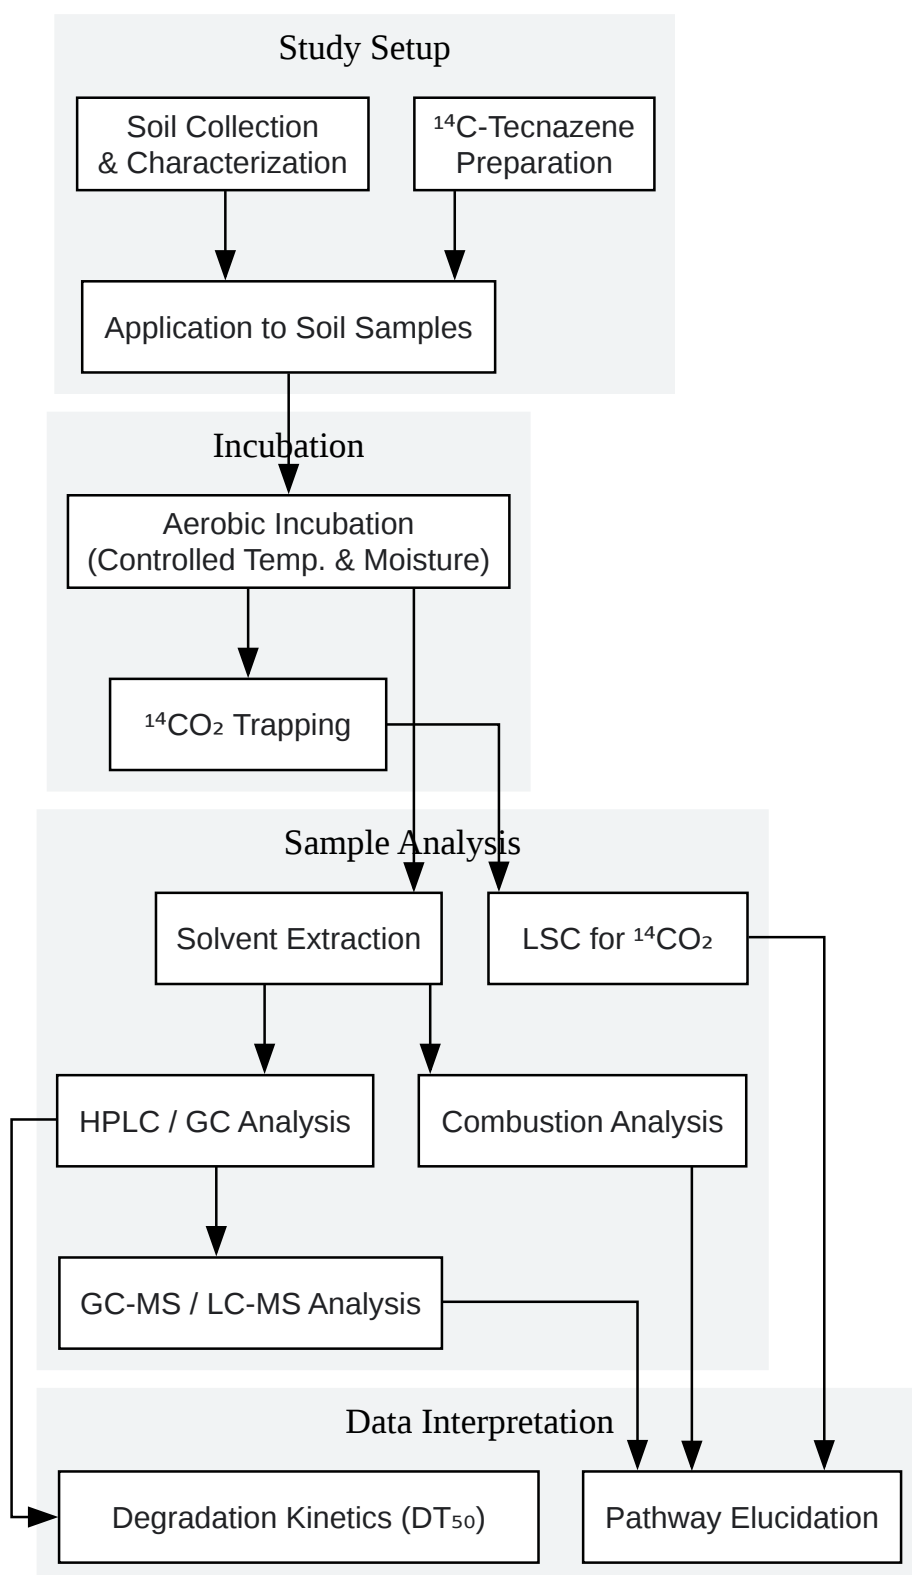 Study Setup
Soil Collection
& Characterization
¹⁴C-Tecnazene
Preparation
Application to Soil Samples
Incubation
Aerobic Incubation
(Controlled Temp. & Moisture)
¹⁴CO₂ Trapping
Sample Analysis
Solvent Extraction
LSC for ¹⁴CO₂
HPLC / GC Analysis
Combustion Analysis
GC-MS / LC-MS Analysis
Data Interpretation
Degradation Kinetics (DT₅₀)
Pathway Elucidation